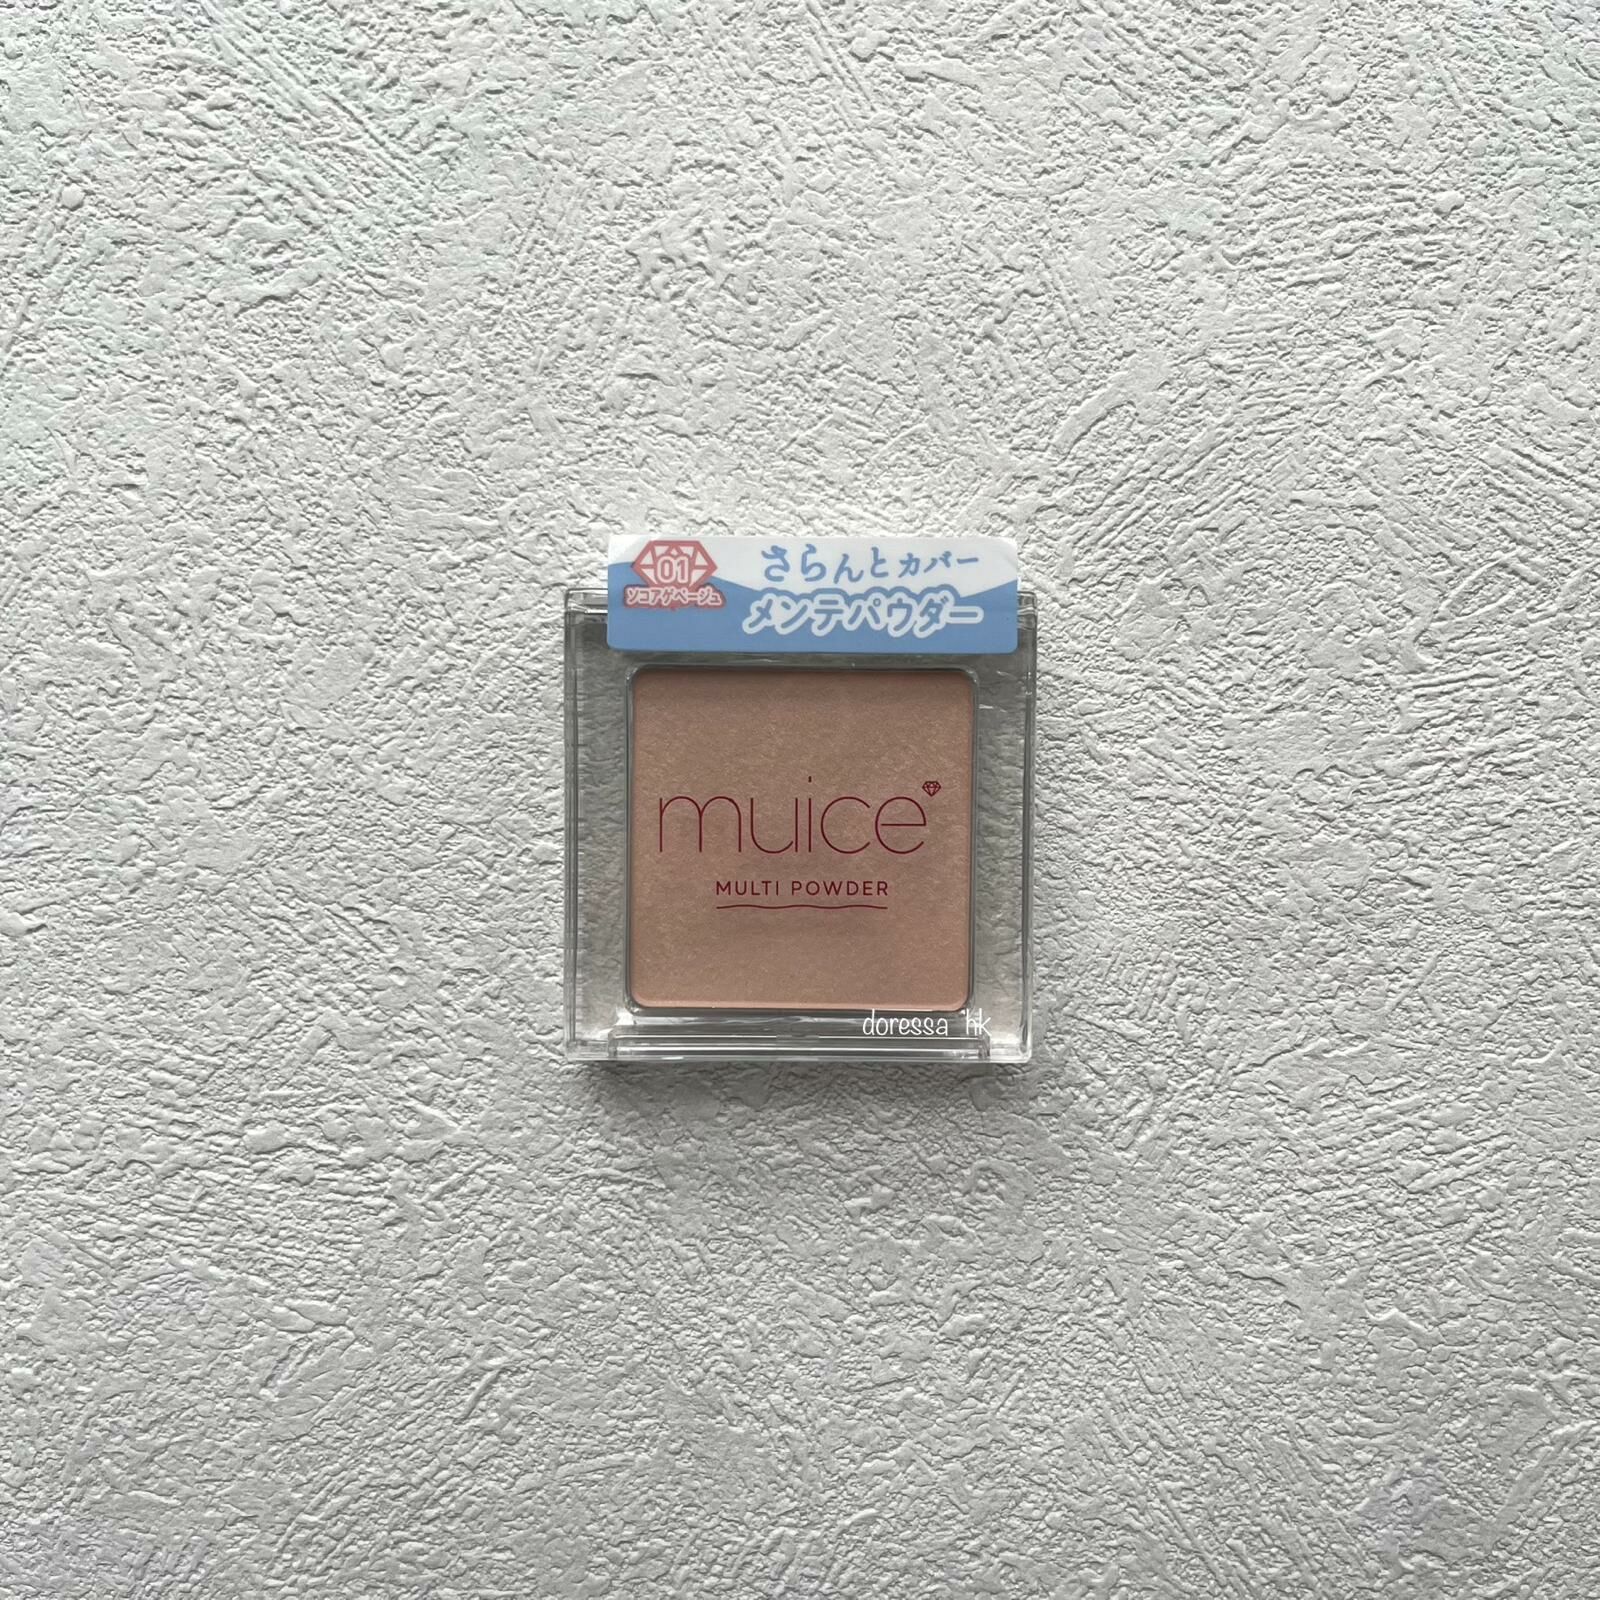 01
ソコアゲベージュ
さらんとカバー
メンテパウダー
muice
MULTI POWDER
doressa_hk